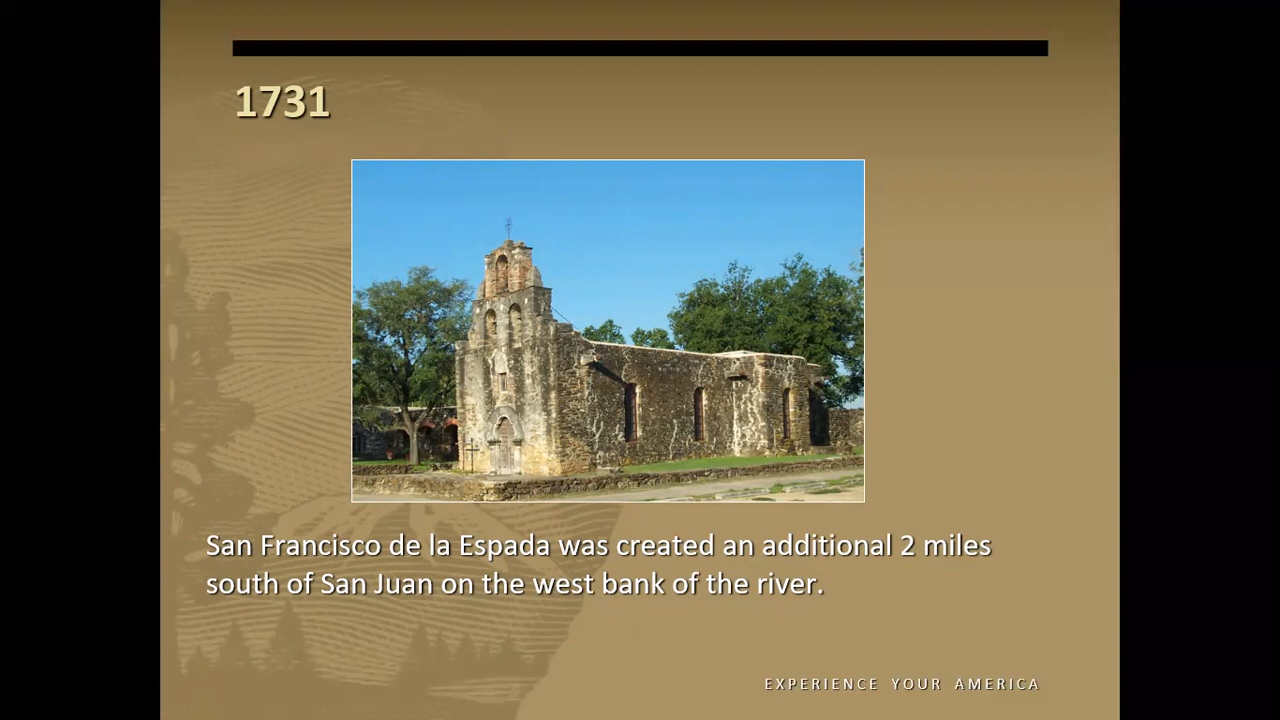 1731
San Francisco de la Espada was created an additional 2 miles
south of San Juan on the west bank of the river.
EXPERIENCE YOUR AMERICA